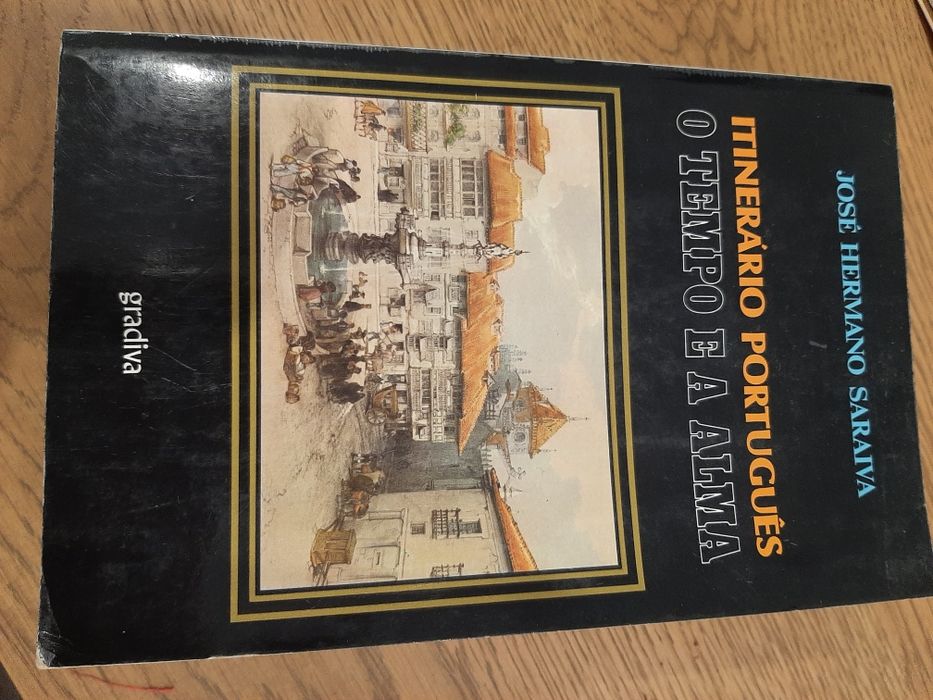 JOSÉ HERMANO SARAIVA
ITINERÁRIO PORTUGUÊS
O TEMPO E A ALMA
gradiva